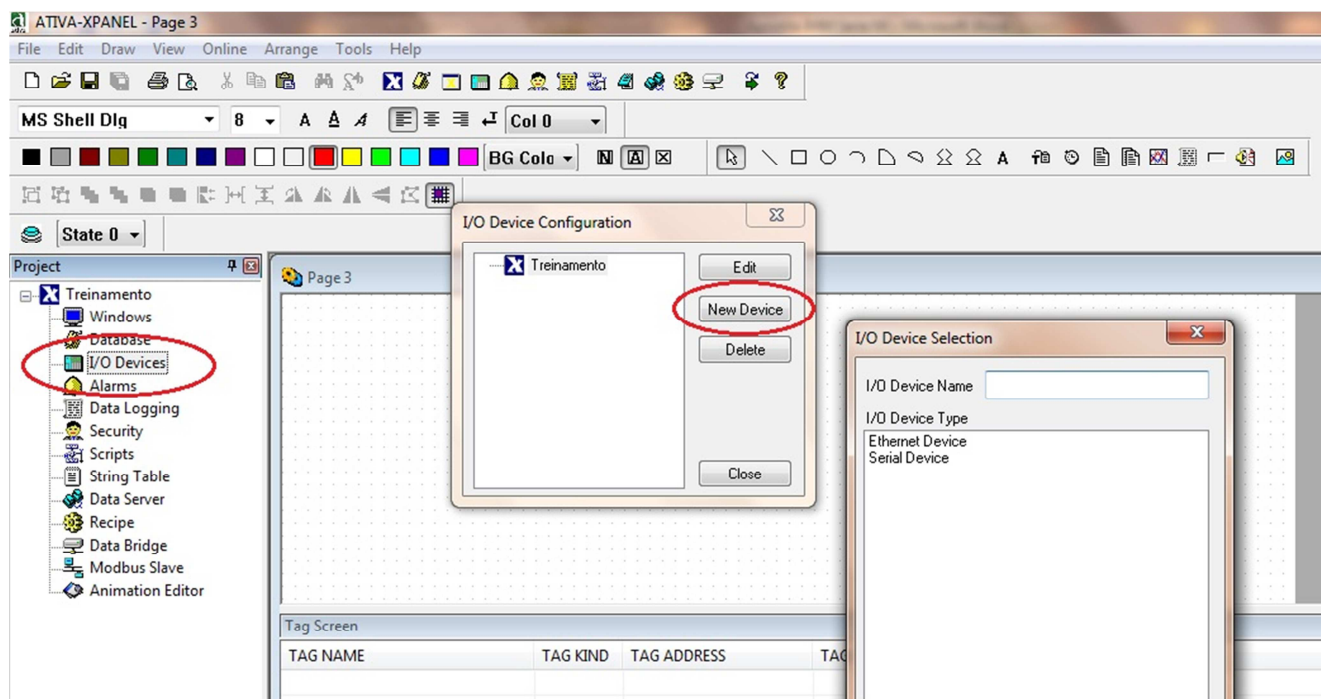 ATIVA-XPANEL - Page 3
File Edit Draw View Online Arrange Tools Help
MS Shell Dlg 8 A A A Col 0
BG Colo N A A
State 0
Project
Treinamento
Windows
Database
I/O Devices
Alarms
Data Logging
Security
Scripts
String Table
Data Server
Recipe
Data Bridge
Modbus Slave
Animation Editor
Page 3
I/O Device Configuration
Treinamento
Edit
New Device
Delete
Close
I/O Device Selection
I/O Device Name
I/O Device Type
Ethernet Device
Serial Device
Tag Screen
TAG NAME TAG KIND TAG ADDRESS TAG